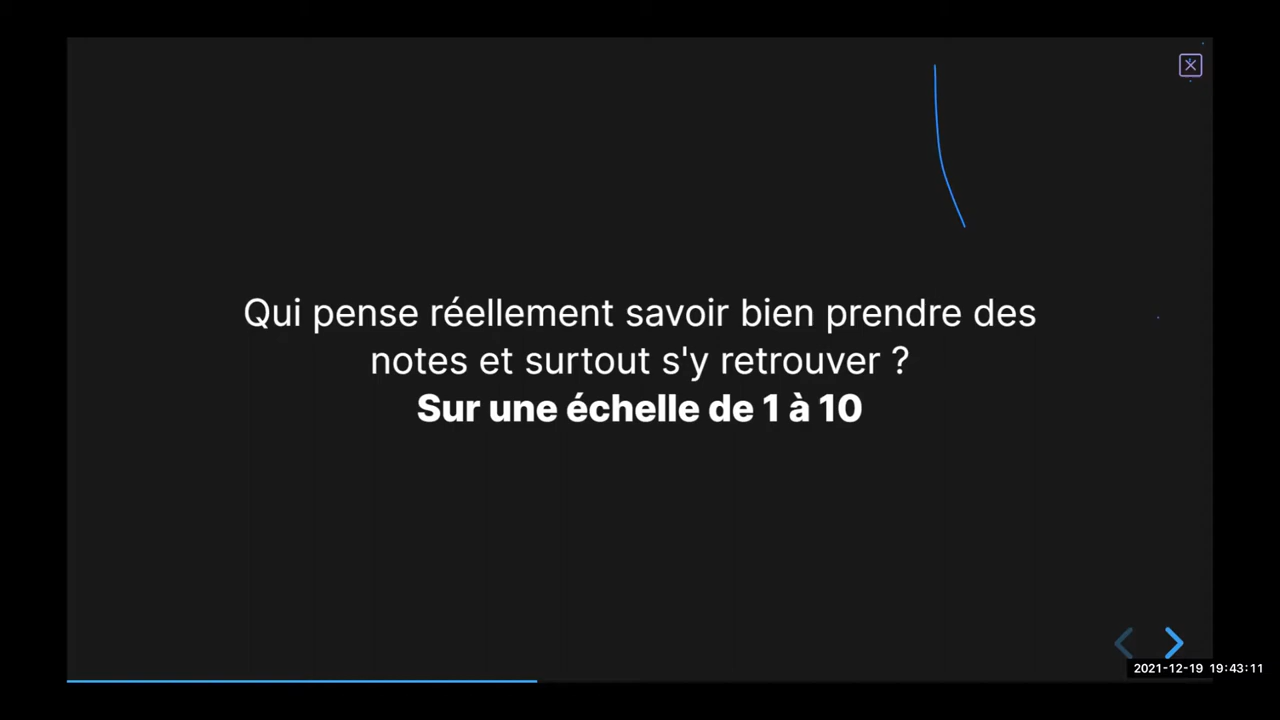 Qui pense réellement savoir bien prendre des
notes et surtout s'y retrouver ?
Sur une échelle de 1 à 10
2021-12-19 19:43:11